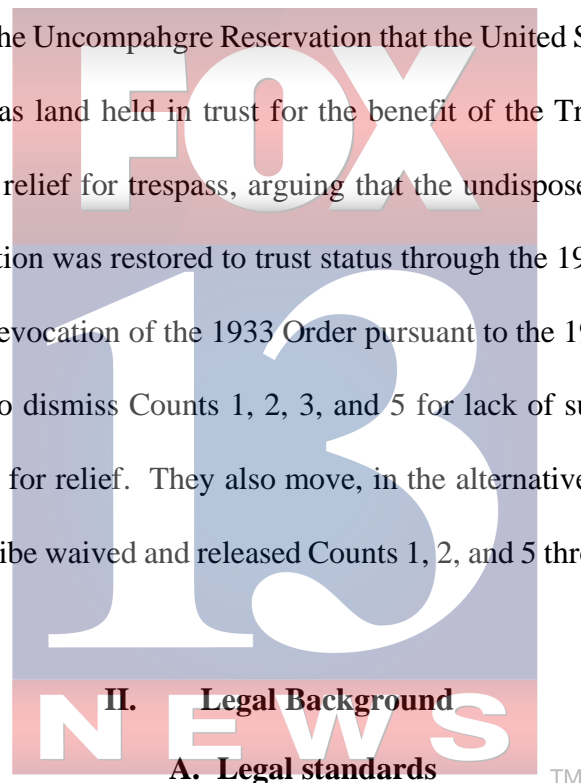 he Uncompahgre Reservation that the United S
as land held in trust for the benefit of the Tr
relief for trespass, arguing that the undispose
tion was restored to trust status through the 19
evocation of the 1933 Order pursuant to the 19
o dismiss Counts 1, 2, 3, and 5 for lack of su
for relief. They also move, in the alternative
ibe waived and released Counts 1, 2, and 5 thro
II. Legal Background
A. Legal standards
FOX
13
NEWS
TM